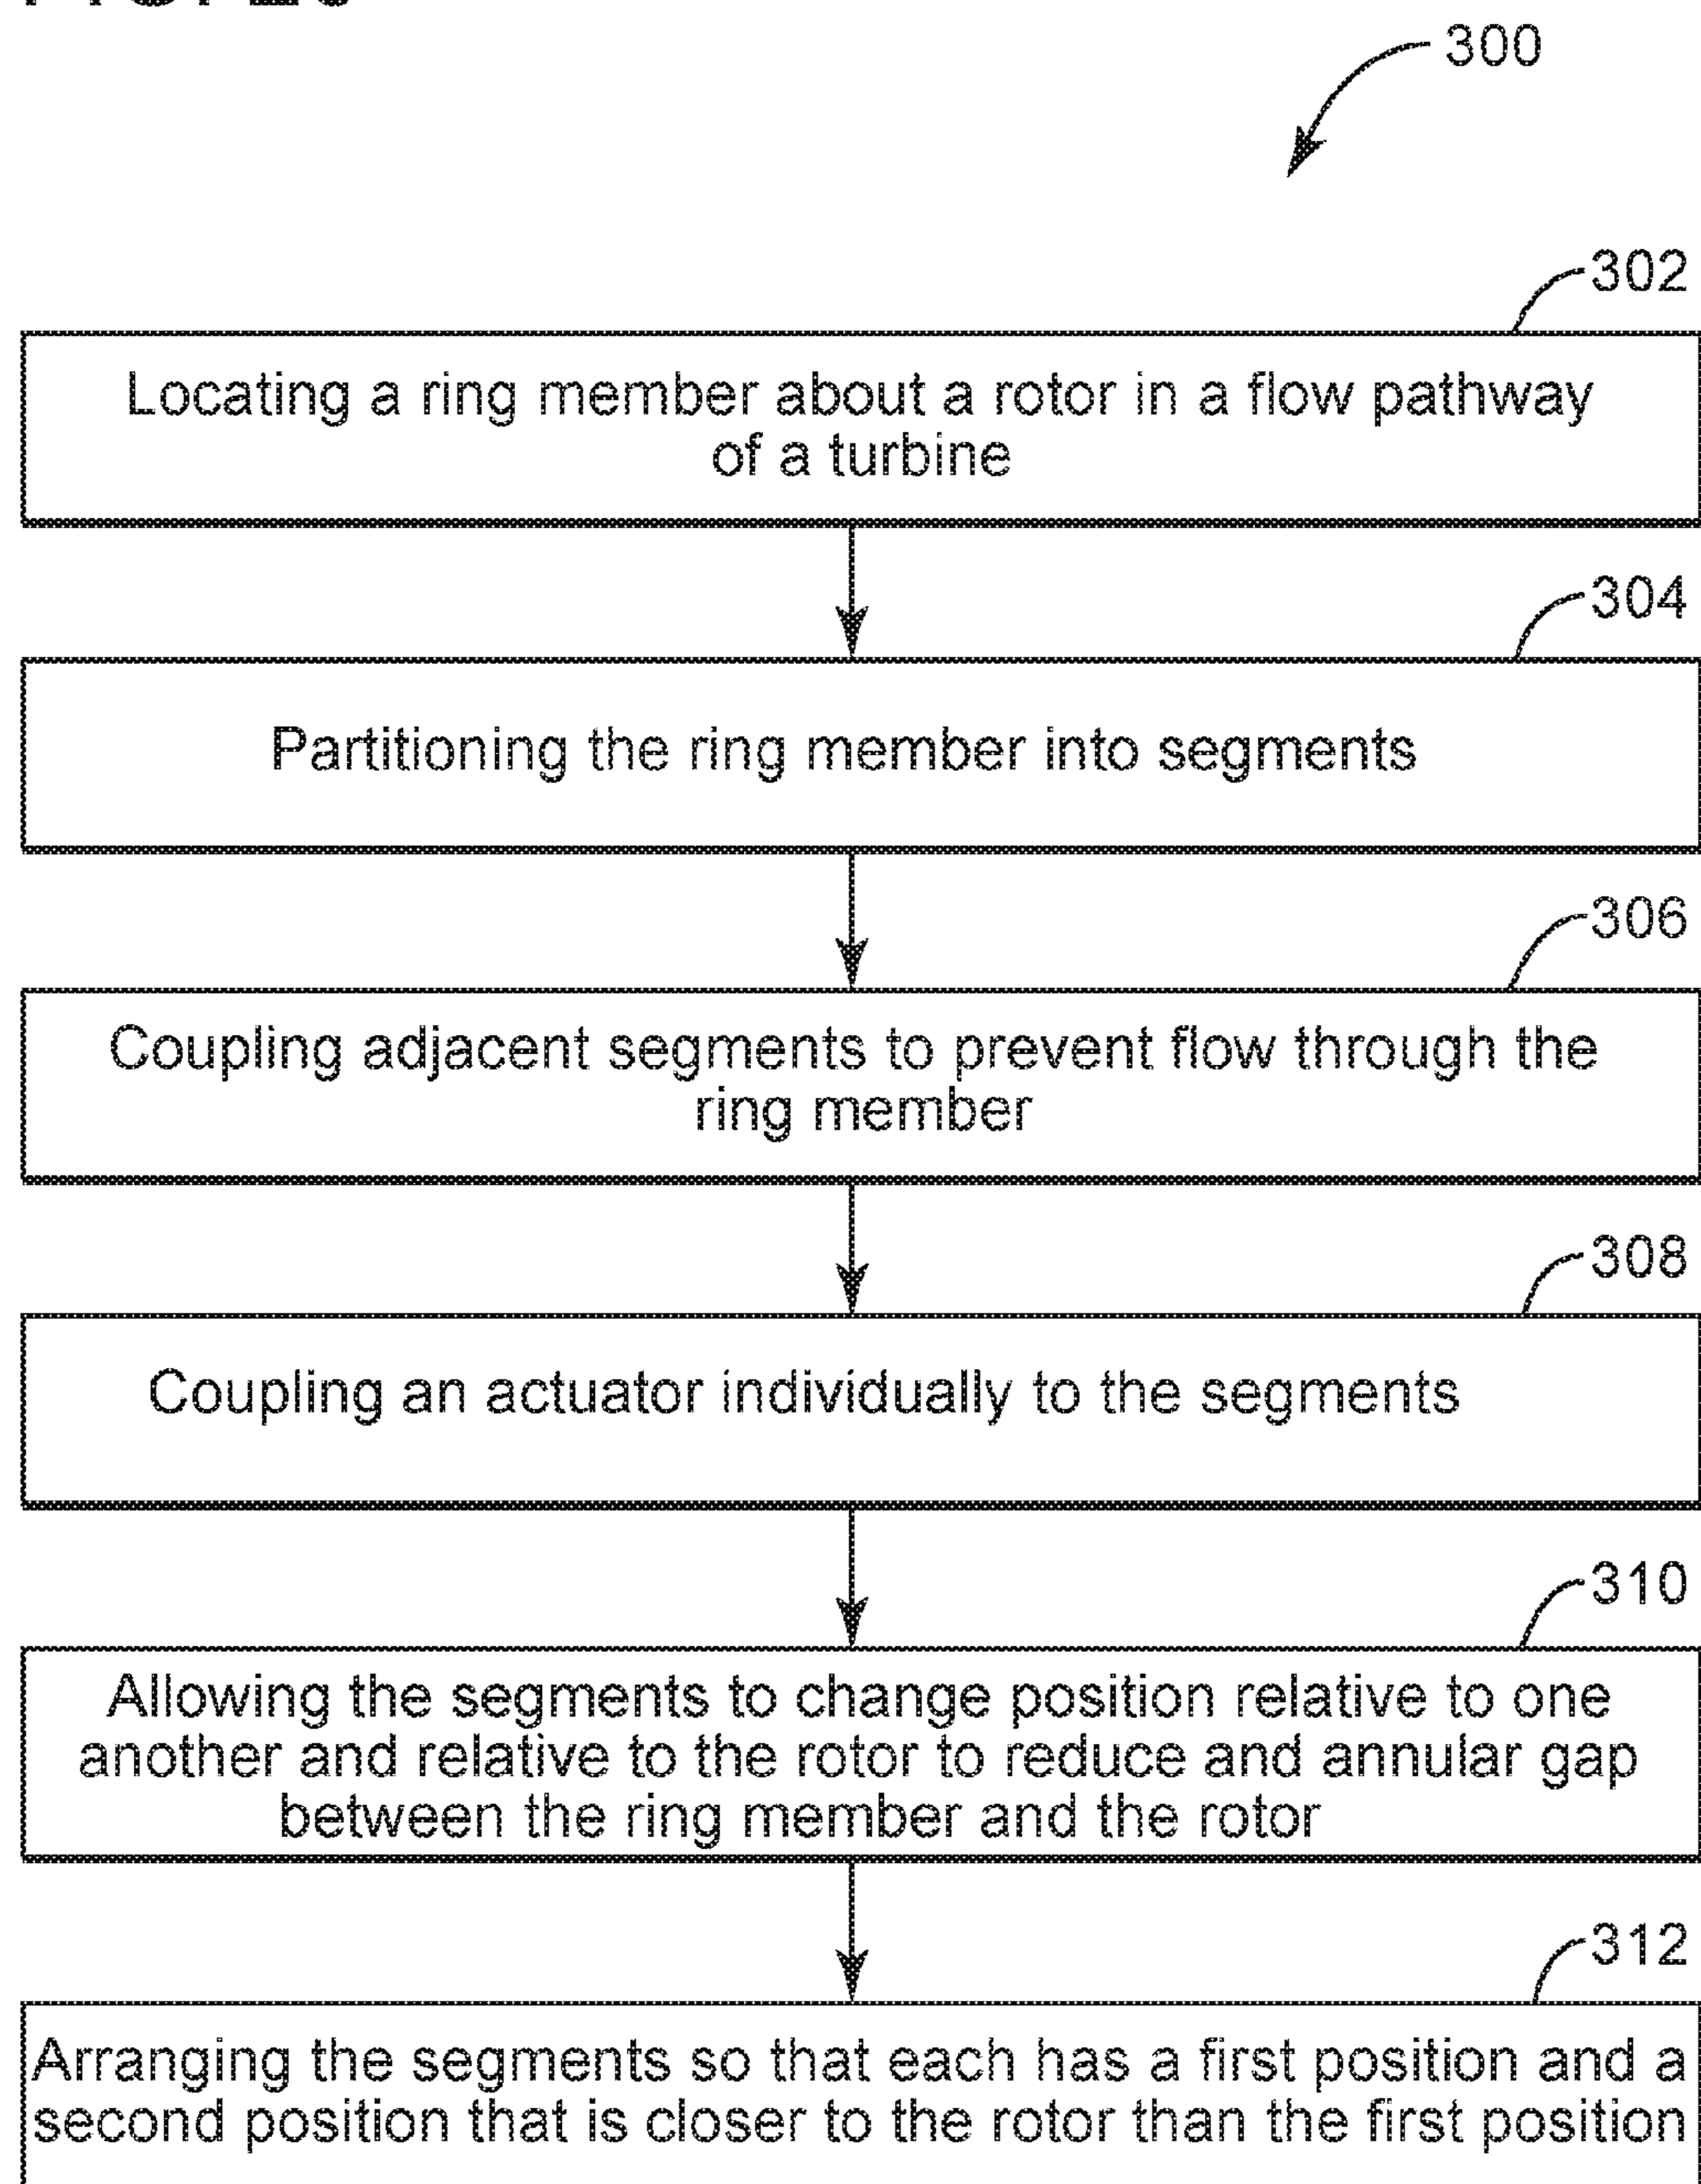 300
302
Locating a ring member about a rotor in a flow pathway
of a turbine
304
Partitioning the ring member into segments
306
Coupling adjacent segments to prevent flow through the
ring member
308
Coupling an actuator individually to the segments
310
Allowing the segments to change position relative to one
another and relative to the rotor to reduce and annular gap
between the ring member and the rotor
312
Arranging the segments so that each has a first position and a
second position that is closer to the rotor than the first position